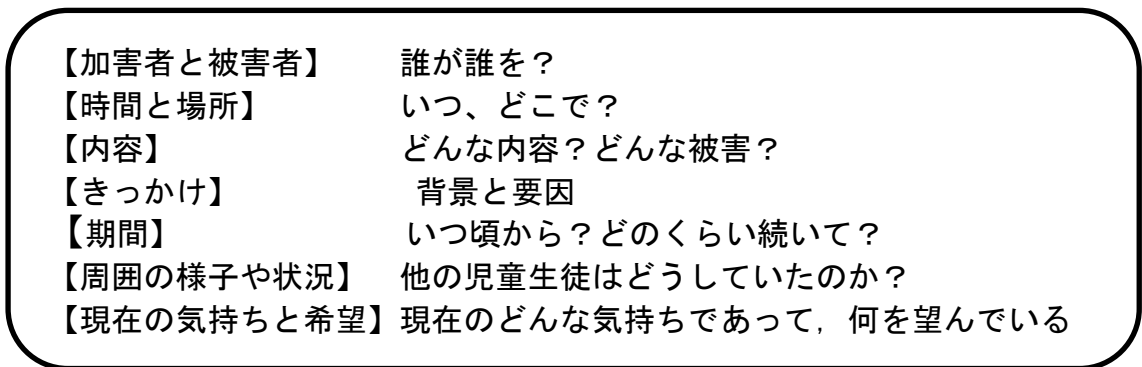 【加害者と被害者】　　誰が誰を？
【時間と場所】　　　　いつ、どこで？
【内容】　　　　　　　どんな内容？どんな被害？
【きっかけ】　　　　　背景と要因
【期間】　　　　　　　いつ頃から？どのくらい続いて？
【周囲の様子や状況】　他の児童生徒はどうしていたのか？
【現在の気持ちと希望】現在のどんな気持ちであって，何を望んでいる